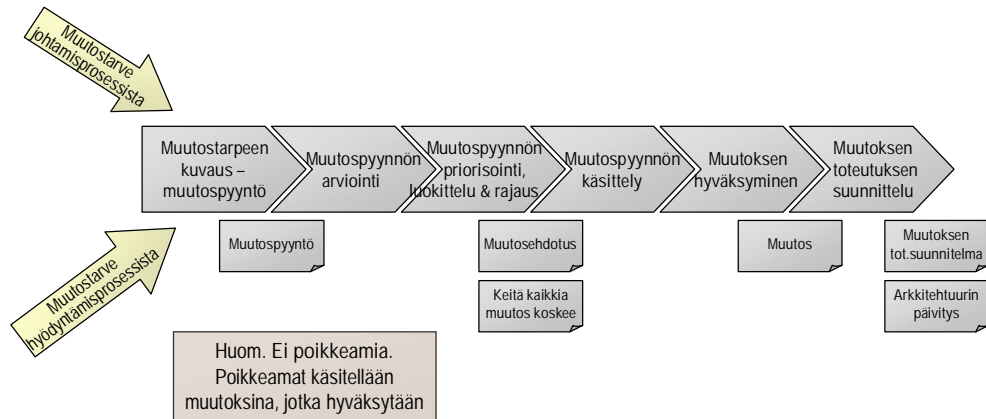 Muutostarve
johtamisprosessista
Muutostarpeen
kuvaus –
muutospyyntö
Muutospyynnön
arviointi
Muutospyynnön
priorisointi,
luokittelu & rajaus
Muutospyynnön
käsittely
Muutoksen
hyväksyminen
Muutoksen
toteutuksen
suunnittelu
Muutospyyntö
Muutosehdotus
Muutos
Muutoksen
tot.suunnitelma
Keitä kaikkia
muutos koskee
Arkkitehtuurin
päivitys
Muutostarve
hyödyntämisprosessista
Huom. Ei poikkeamia.
Poikkeamat käsitellään
muutoksina, jotka hyväksytään